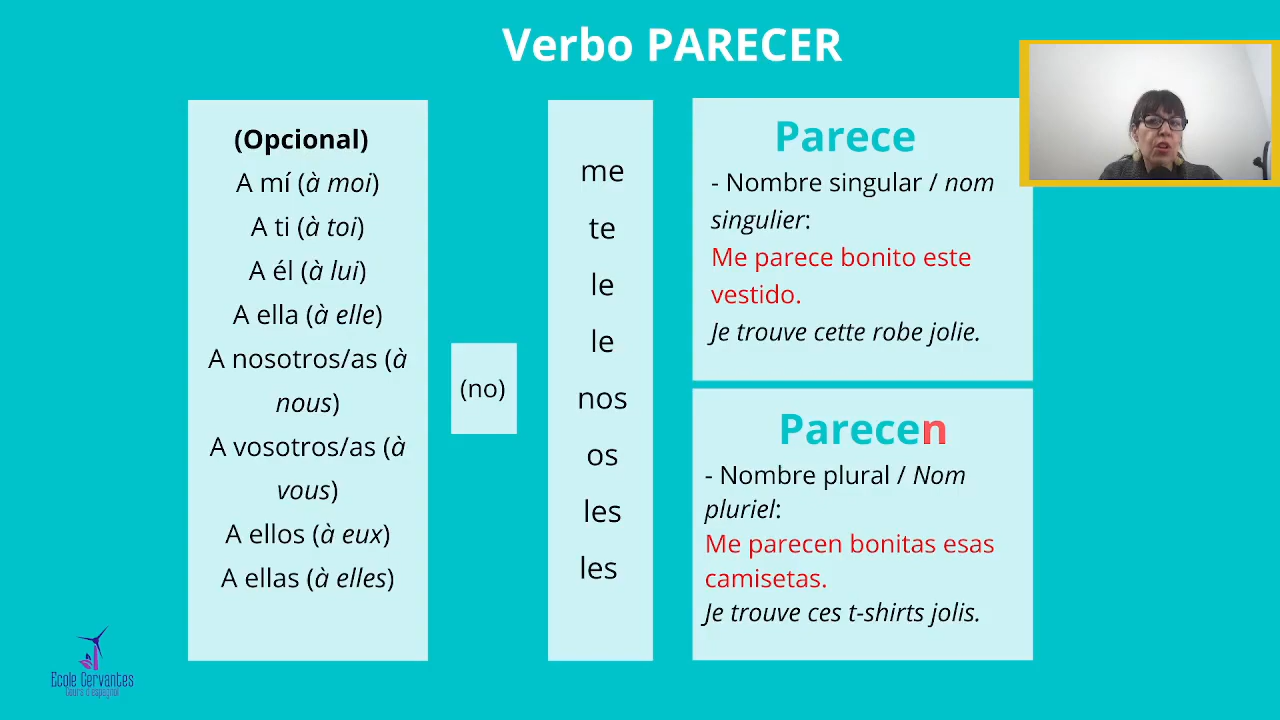 Verbo PARECER
(Opcional)
A mí (à moi)
A ti (à toi)
A él (à lui)
A ella (à elle)
A nosotros/as (à
nous)
A vosotros/as (à
vous)
A ellos (à eux)
A ellas (à elles)
(no)
me
te
le
le
nos
os
les
les
Parece
- Nombre singular / nom
singulier:
Me parece bonito este
vestido.
Je trouve cette robe jolie.
Parecen
- Nombre plural / Nom
pluriel:
Me parecen bonitas esas
camisetas.
Je trouve ces t-shirts jolis.
Ecole Cervantes
Cours d'espagnol